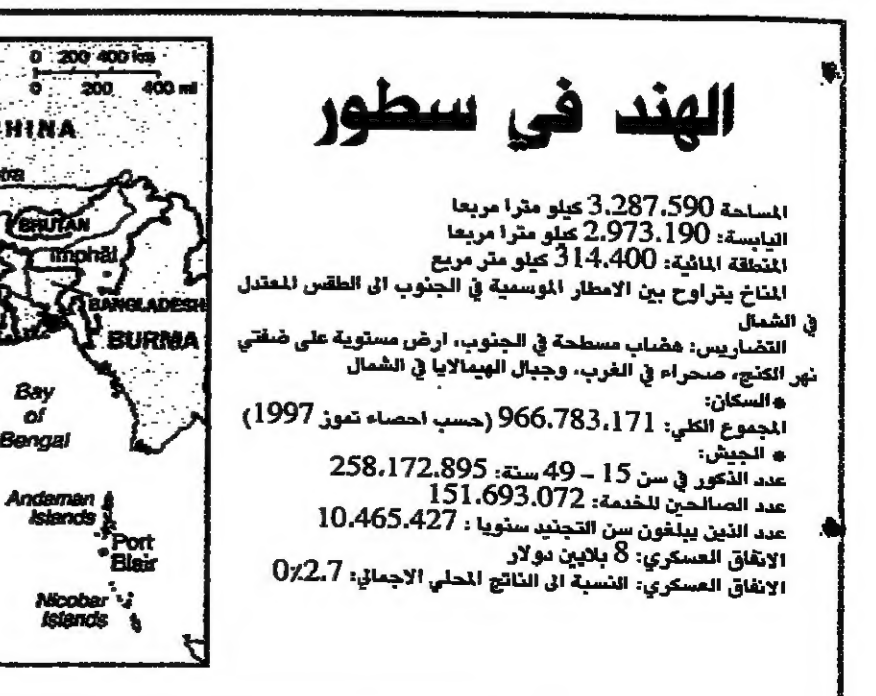 الهند في سطور
المساحة 3.287.590 كيلو مترا مربعا
اليابسة: 2.973.190 كيلو مترا مربعا
المنطقة المائية: 314.400 كيلو متر مربع
المناخ يتراوح بين الامطار الموسمية في الجنوب الى الطقس المعتدل
في الشمال
التضاريس: هضاب مسطحة في الجنوب، ارض مستوية على ضفتي
نهر الكنج، صحراء في الغرب، وجبال الهيمالايا في الشمال
* السكان:
المجموع الكلي: 966.783.171 (حسب احصاء تموز 1997)
* الجيش:
عدد الذكور في سن 15 – 49 سنة: 258.172.895
عدد الصالحين للخدمة: 151.693.072
عدد الذين يبلغون سن التجنيد سنويا : 10.465.427
الانفاق العسكري: 8 بلايين دولار
الانفاق العسكري: النسبة الى الناتج المحلي الاجمالي: 0٪2.7
0 200 400 km
0 200 400 mi
HINA
BHUTAN
Imphāl
BANGLADESH
BURMA
Bay
of
Bengal
Andaman
Islands
Port
Blair
Nicobar
Islands